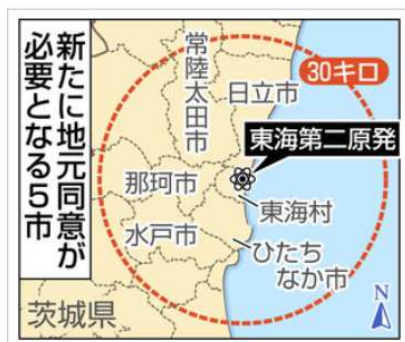 新たに地元同意が
必要となる5市
常陸太田市
日立市
30キロ
東海第二原発
那珂市
東海村
水戸市
ひたち
なか市
茨城県
N